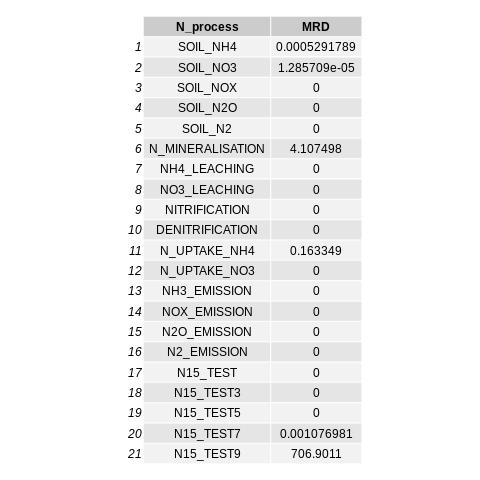 N_process MRD
1 SOIL_NH4 0.0005291789
2 SOIL_NO3 1.285709e-05
3 SOIL_NOX 0
4 SOIL_N2O 0
5 SOIL_N2 0
6 N_MINERALISATION 4.107498
7 NH4_LEACHING 0
8 NO3_LEACHING 0
9 NITRIFICATION 0
10 DENITRIFICATION 0
11 N_UPTAKE_NH4 0.163349
12 N_UPTAKE_NO3 0
13 NH3_EMISSION 0
14 NOX_EMISSION 0
15 N2O_EMISSION 0
16 N2_EMISSION 0
17 N15_TEST 0
18 N15_TEST3 0
19 N15_TEST5 0
20 N15_TEST7 0.001076981
21 N15_TEST9 706.9011